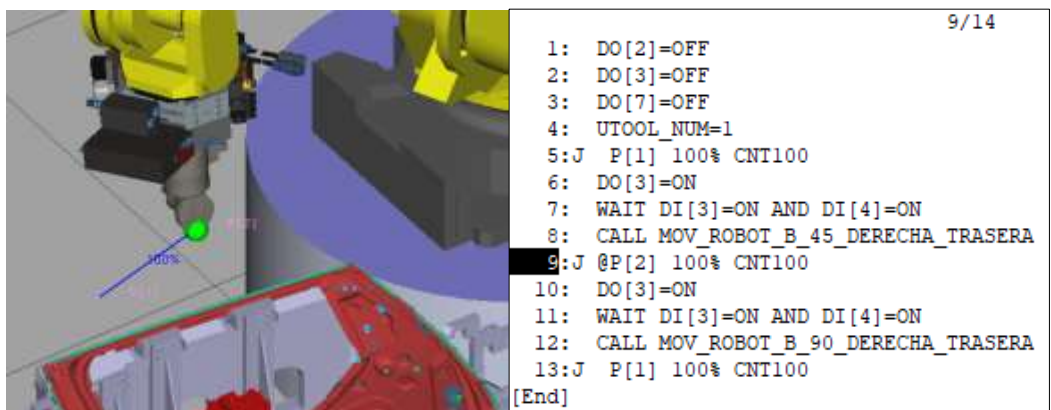 100%
9/14
1: DO[2]=OFF
2: DO[3]=OFF
3: DO[7]=OFF
4: UTOOL_NUM=1
5:J P[1] 100% CNT100
6: DO[3]=ON
7: WAIT DI[3]=ON AND DI[4]=ON
8: CALL MOV_ROBOT_B_45_DERECHA_TRASERA
9:J @P[2] 100% CNT100
10: DO[3]=ON
11: WAIT DI[3]=ON AND DI[4]=ON
12: CALL MOV_ROBOT_B_90_DERECHA_TRASERA
13:J P[1] 100% CNT100
[End]